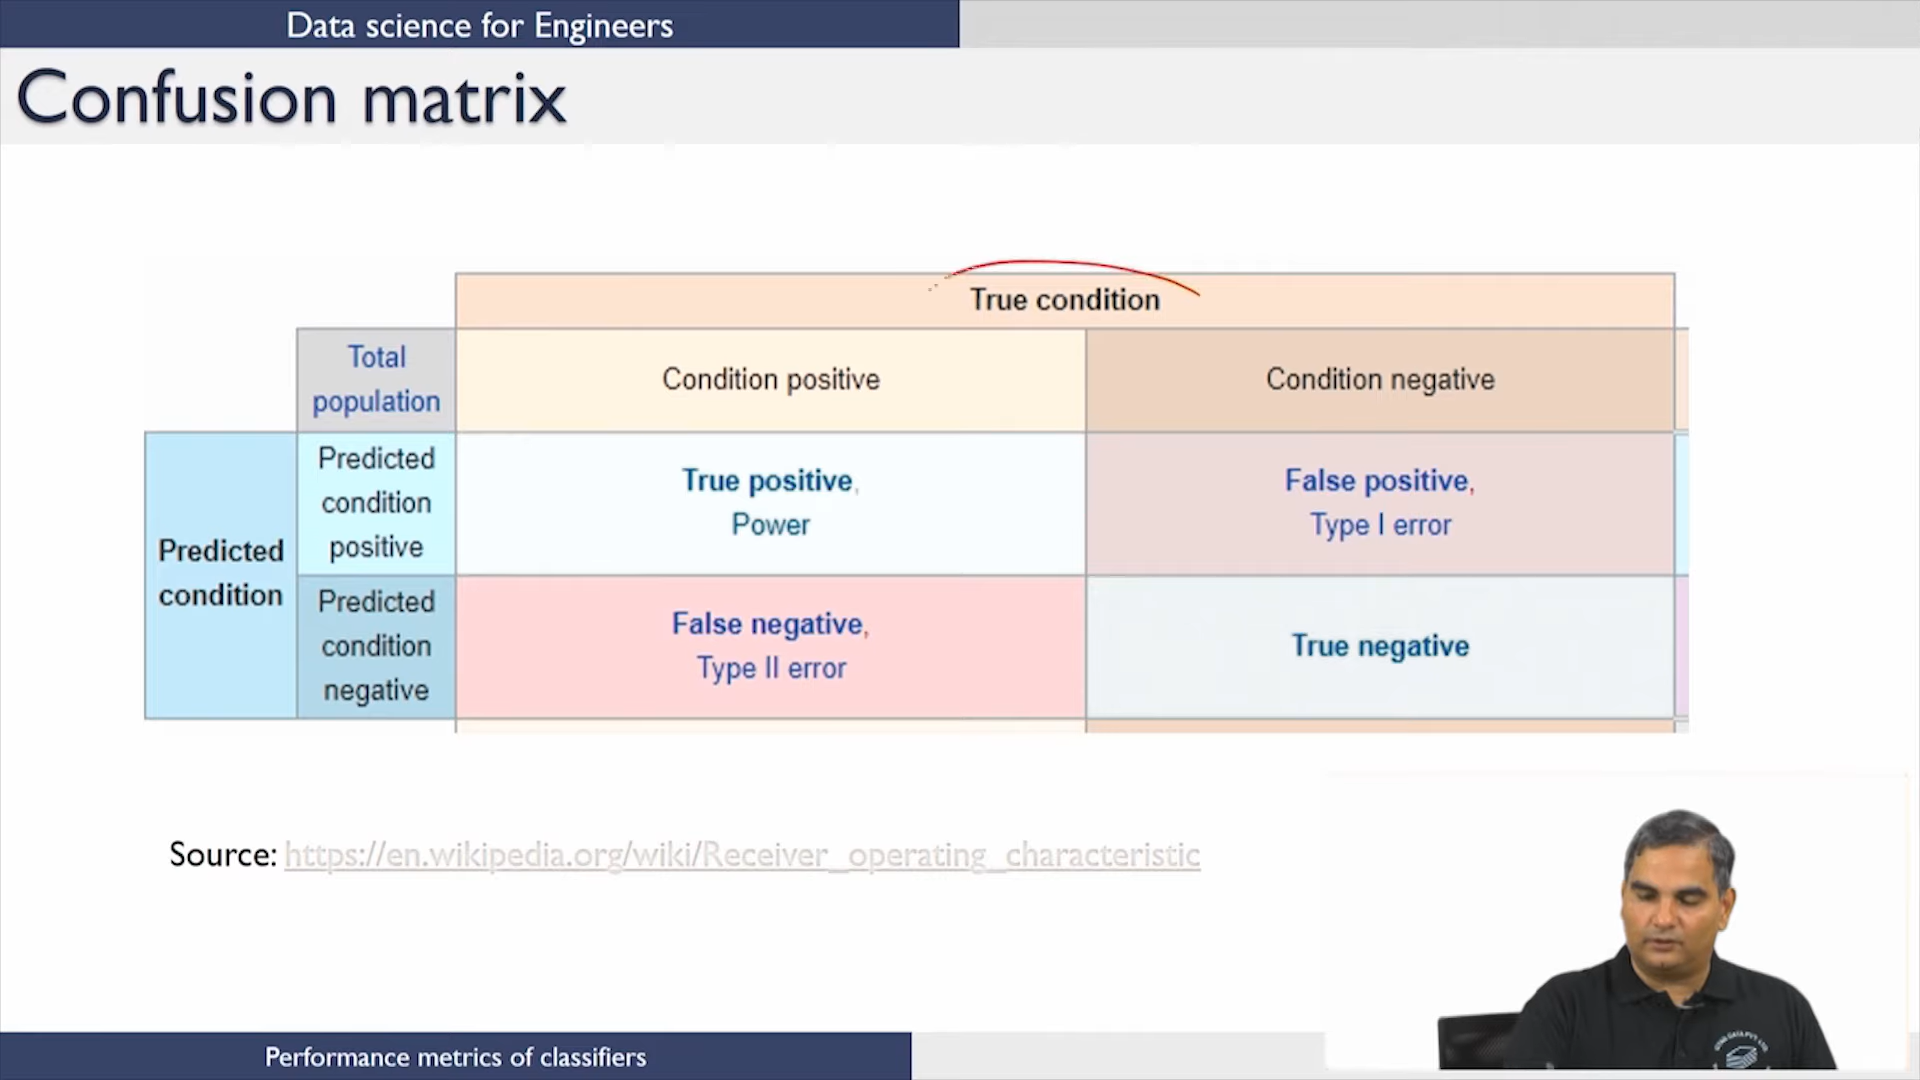 Data science for Engineers
Confusion matrix
True condition
Total
population
Condition positive
Condition negative
Predicted
condition
Predicted
condition
positive
True positive,
Power
False positive,
Type I error
Predicted
condition
negative
False negative,
Type II error
True negative
Source: https://en.wikipedia.org/wiki/Receiver_operating_characteristic
Performance metrics of classifiers